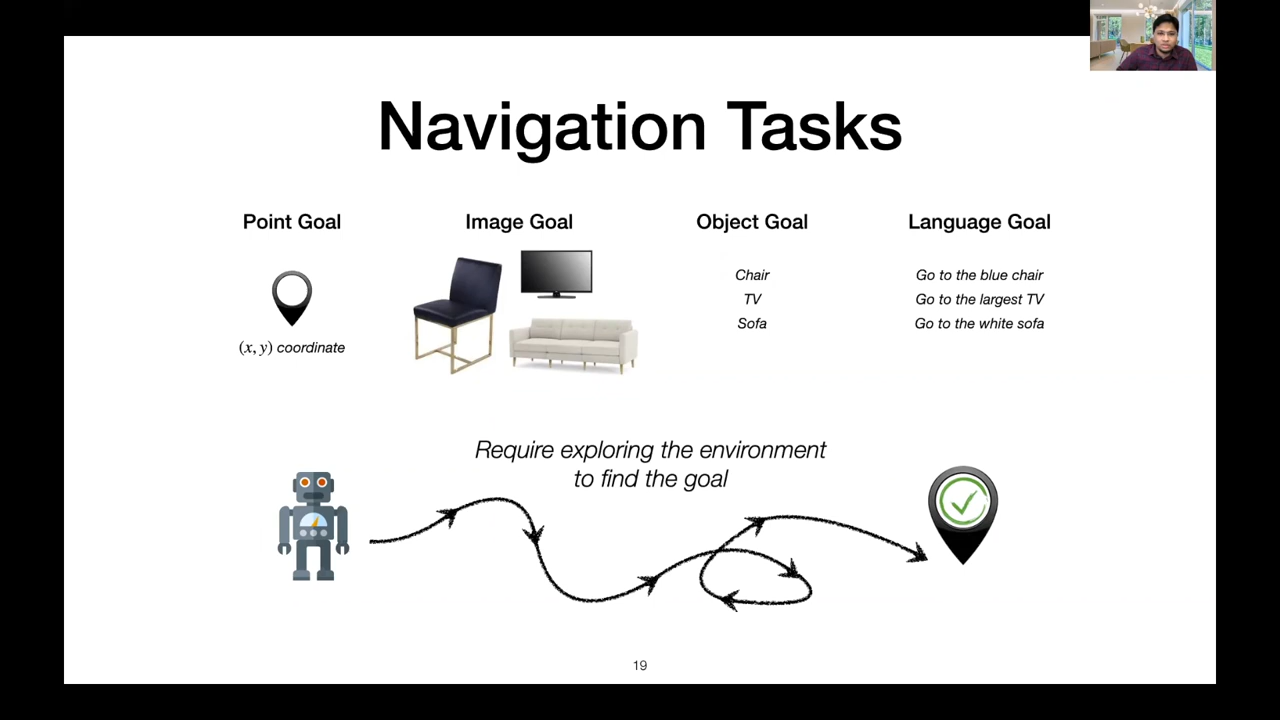 Navigation Tasks
Point Goal
Image Goal
Object Goal
Language Goal
(x, y) coordinate
Chair
TV
Sofa
Go to the blue chair
Go to the largest TV
Go to the white sofa
Require exploring the environment
to find the goal
19